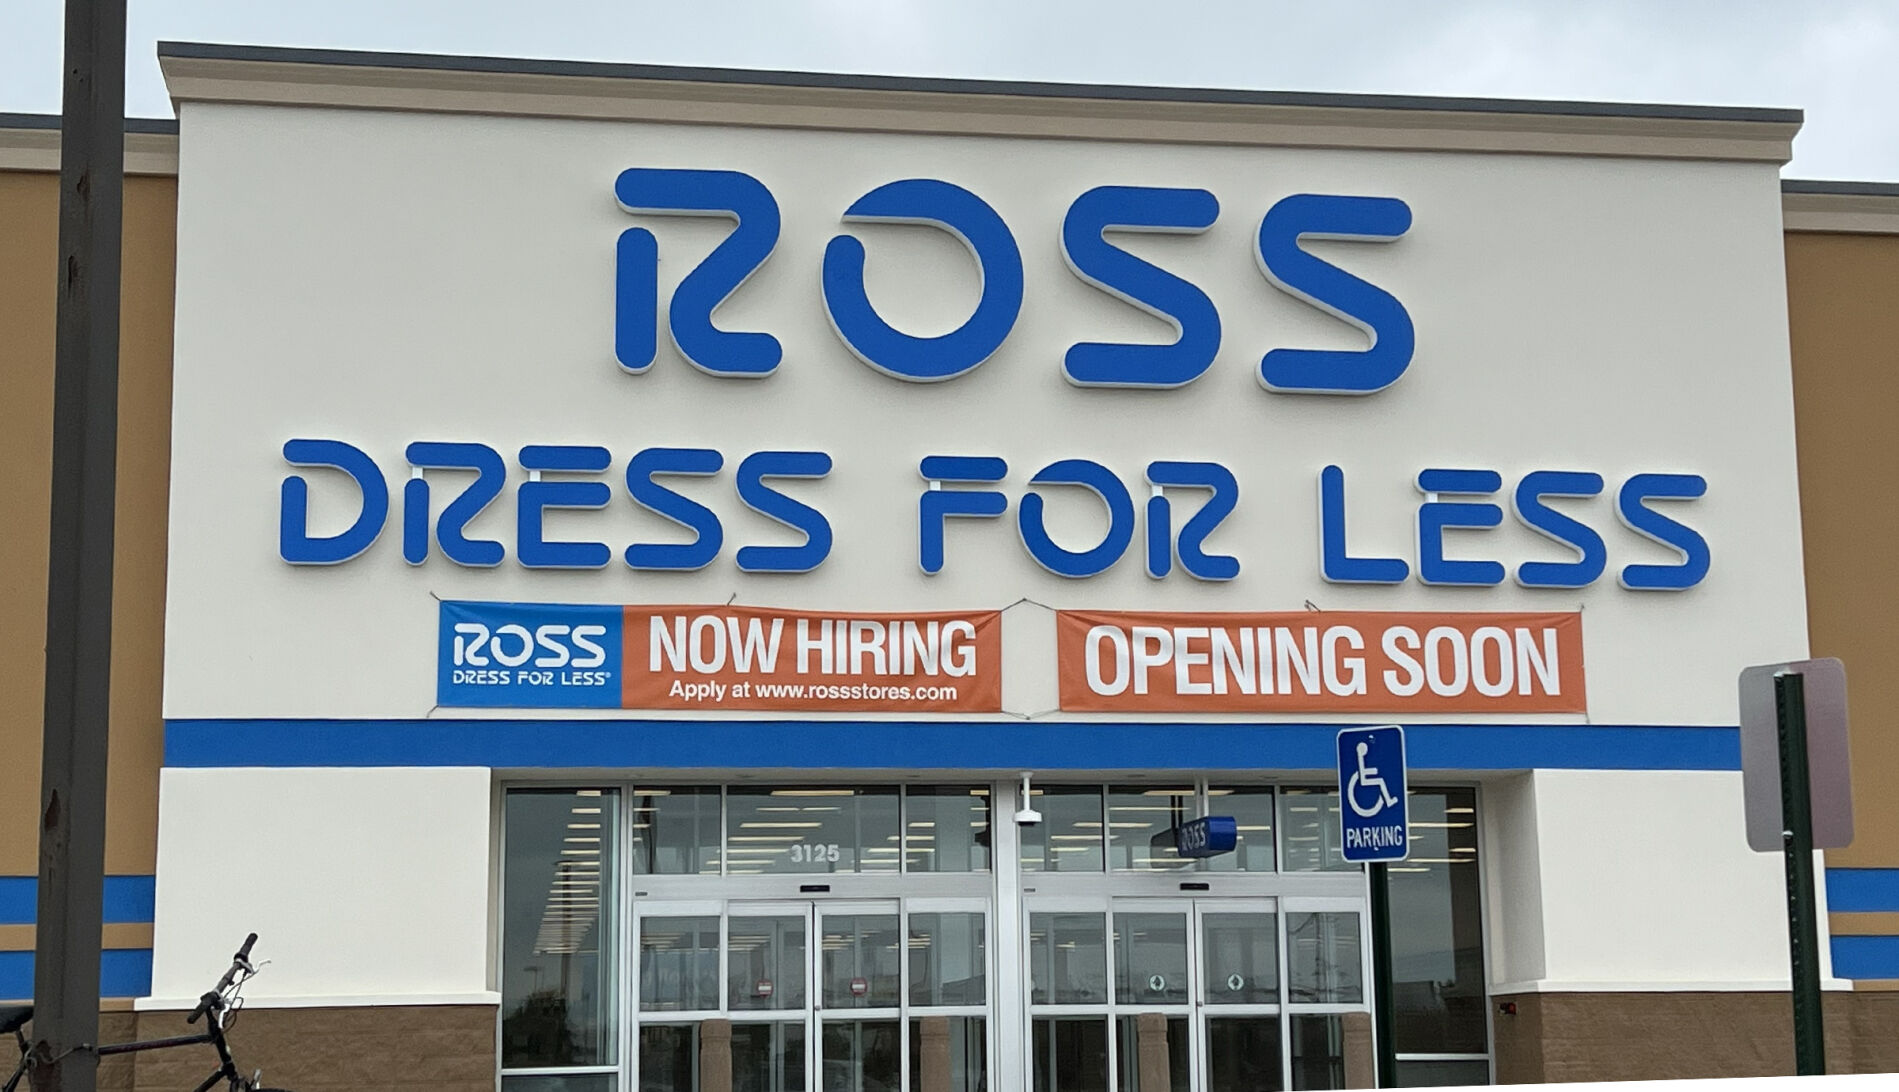 ROSS
DRESS FOR LESS
ROSS
DRESS FOR LESS®
NOW HIRING
Apply at www.rossstores.com
OPENING SOON
PARKING
ROSS
3125